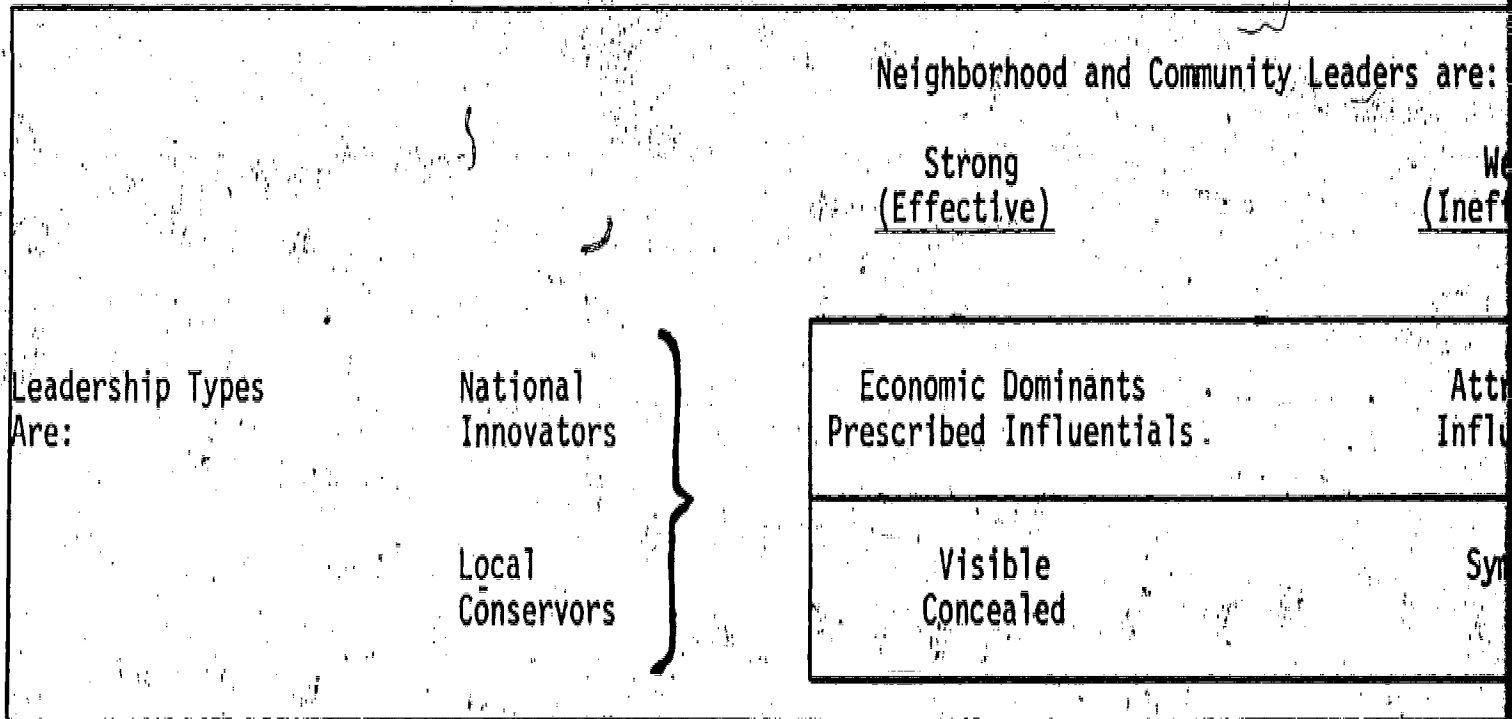 Neighborhood and Community Leaders are:
Strong
(Effective)
Leadership Types National Economic Dominants
Are: Innovators Prescribed Influentials
Local Visible
Conservors Concealed